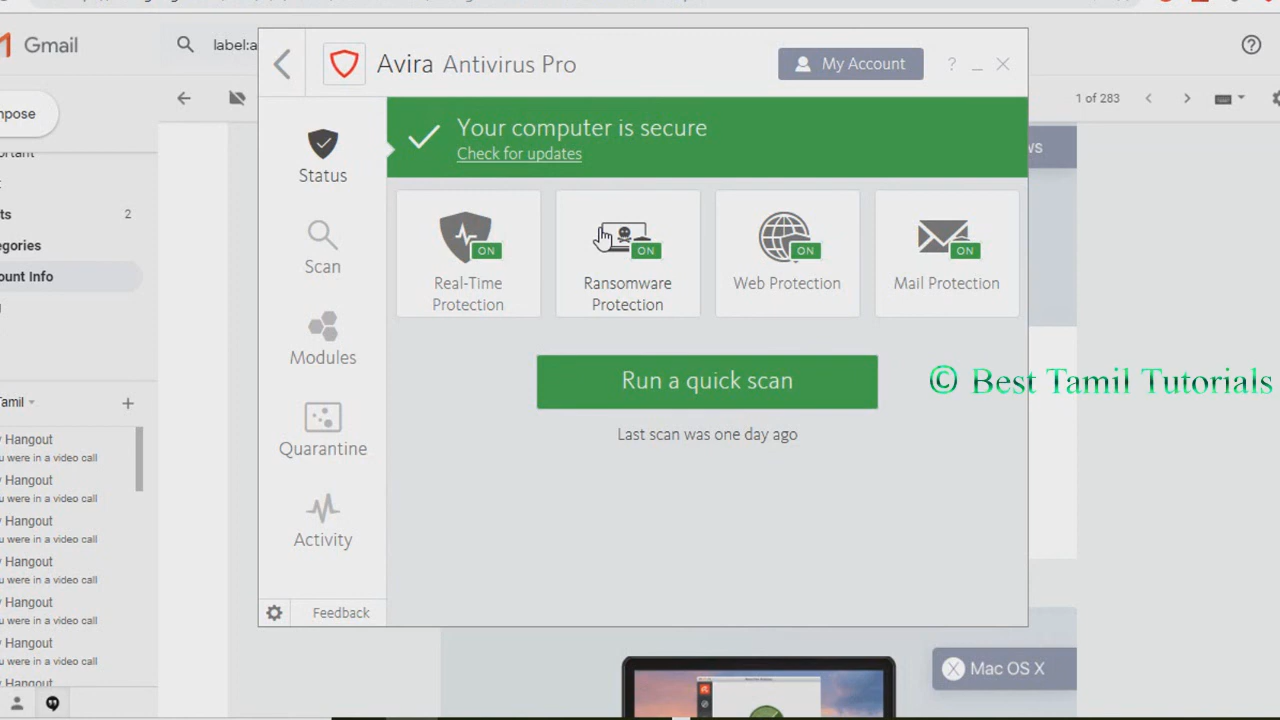 Gmail
label:a
Avira Antivirus Pro
My Account
?
Your computer is secure
Check for updates
1 of 283
Status
Scan
Modules
Quarantine
Activity
Feedback
ON
Real-Time
Protection
ON
Ransomware
Protection
ON
Web Protection
ON
Mail Protection
Run a quick scan
Last scan was one day ago
© Best Tamil Tutorials
mpose
ortant
ts
2
egories
ount Info
Tamil
y Hangout
u were in a video call
y Hangout
u were in a video call
y Hangout
u were in a video call
y Hangout
u were in a video call
y Hangout
u were in a video call
y Hangout
u were in a video call
y Hangout
ws
Mac OS X